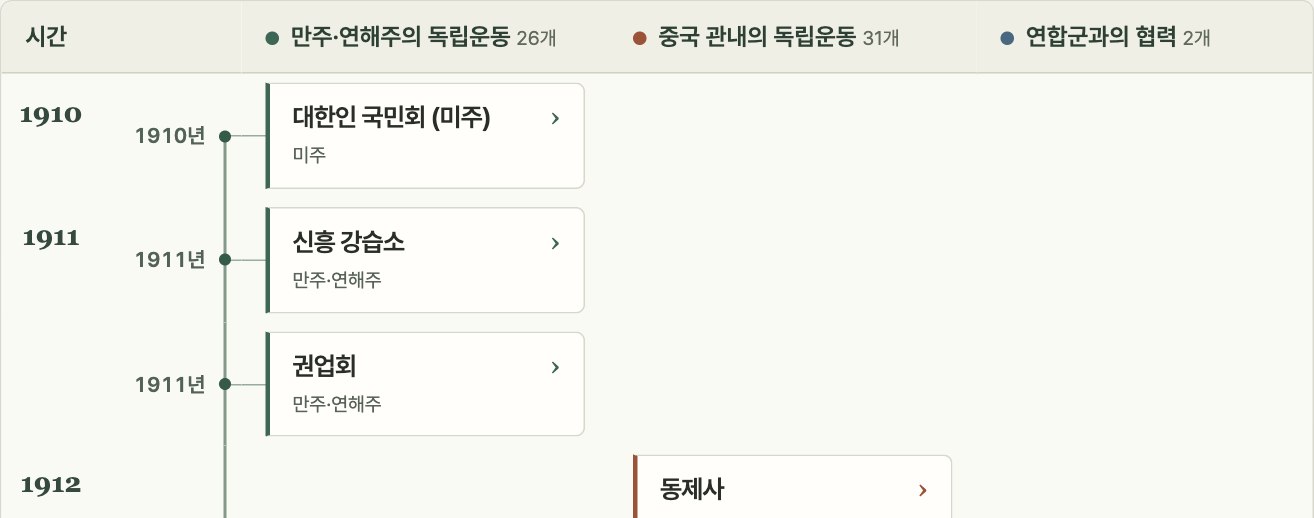 시간
만주·연해주의 독립운동 26개
중국 관내의 독립운동 31개
연합군과의 협력 2개
1910
1910년
대한인 국민회 (미주)
미주
1911
1911년
신흥 강습소
만주·연해주
1911년
권업회
만주·연해주
1912
동제사